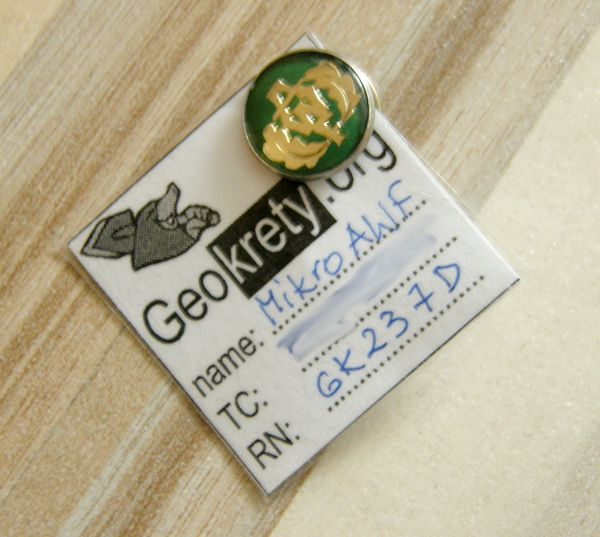 Geokrety.org
name: MikroAWF
TC:
RN: GK237D